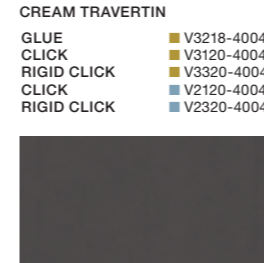 CREAM TRAVERTIN
GLUE V3218-4004
CLICK V3120-4004
RIGID CLICK V3320-4004
CLICK V2120-4004
RIGID CLICK V2320-4004